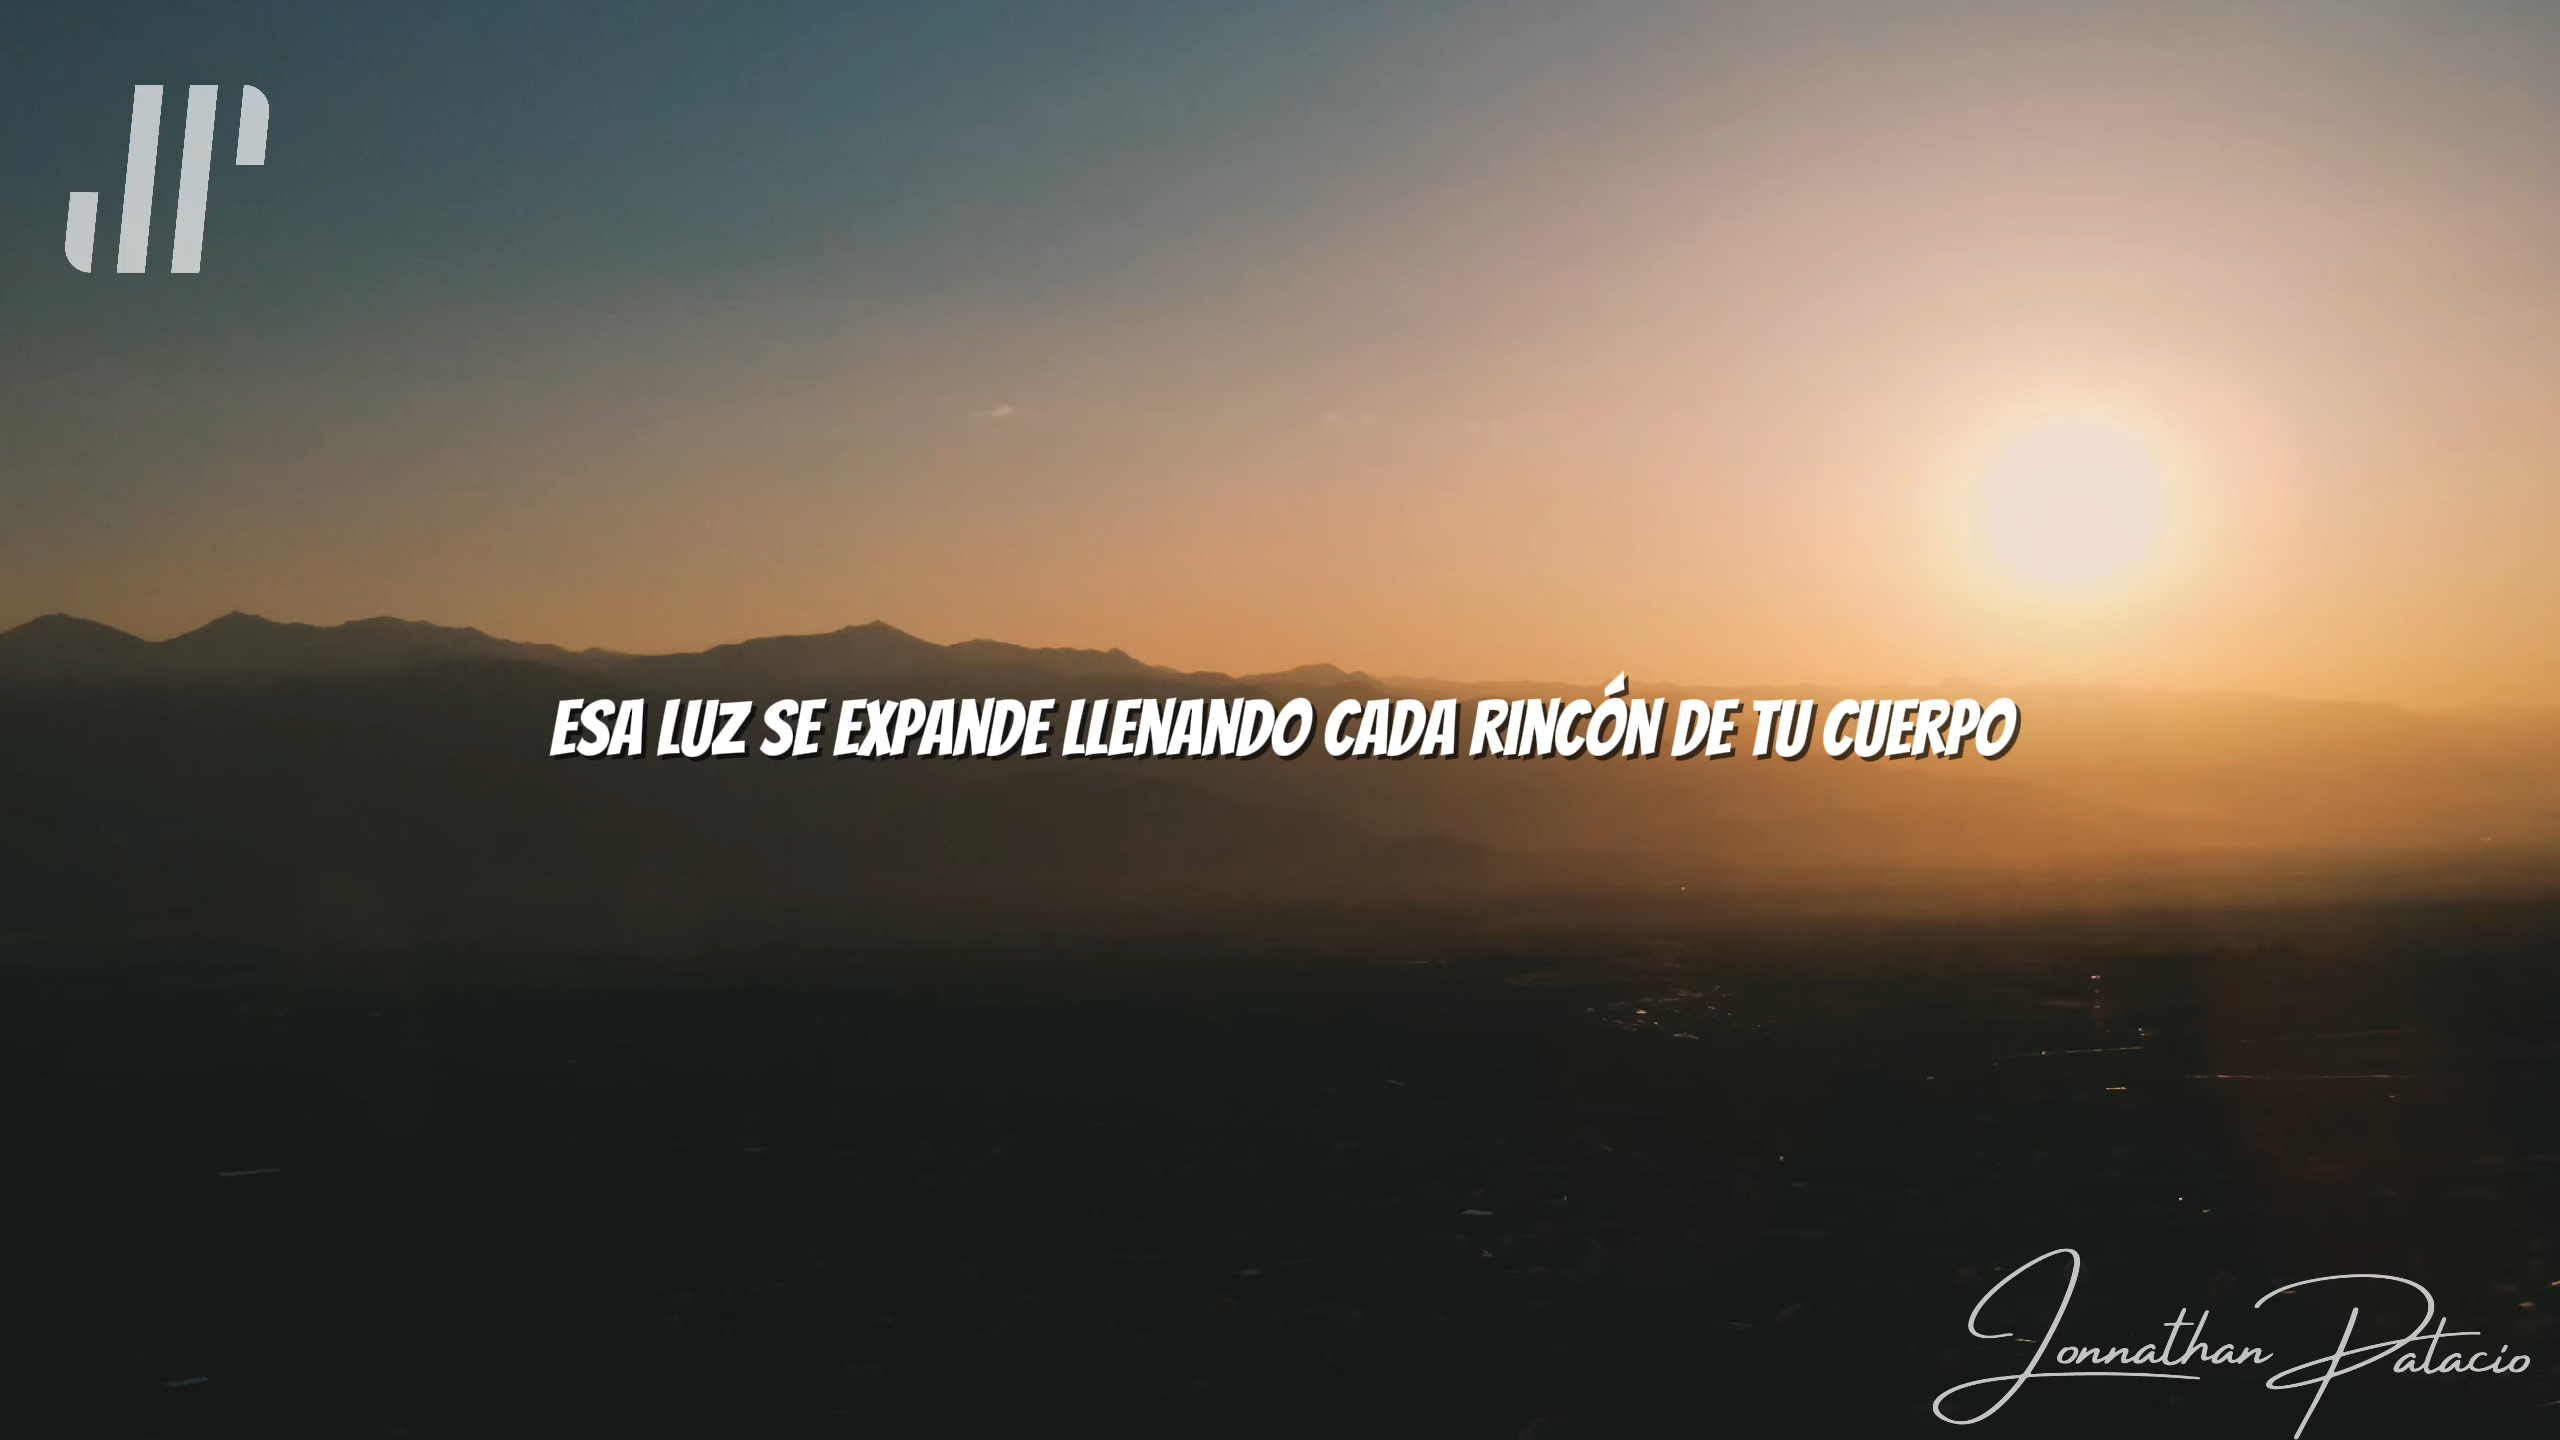 JP
ESA LUZ SE EXPANDE LLENANDO CADA RINCÓN DE TU CUERPO
Jonnathan Palacio